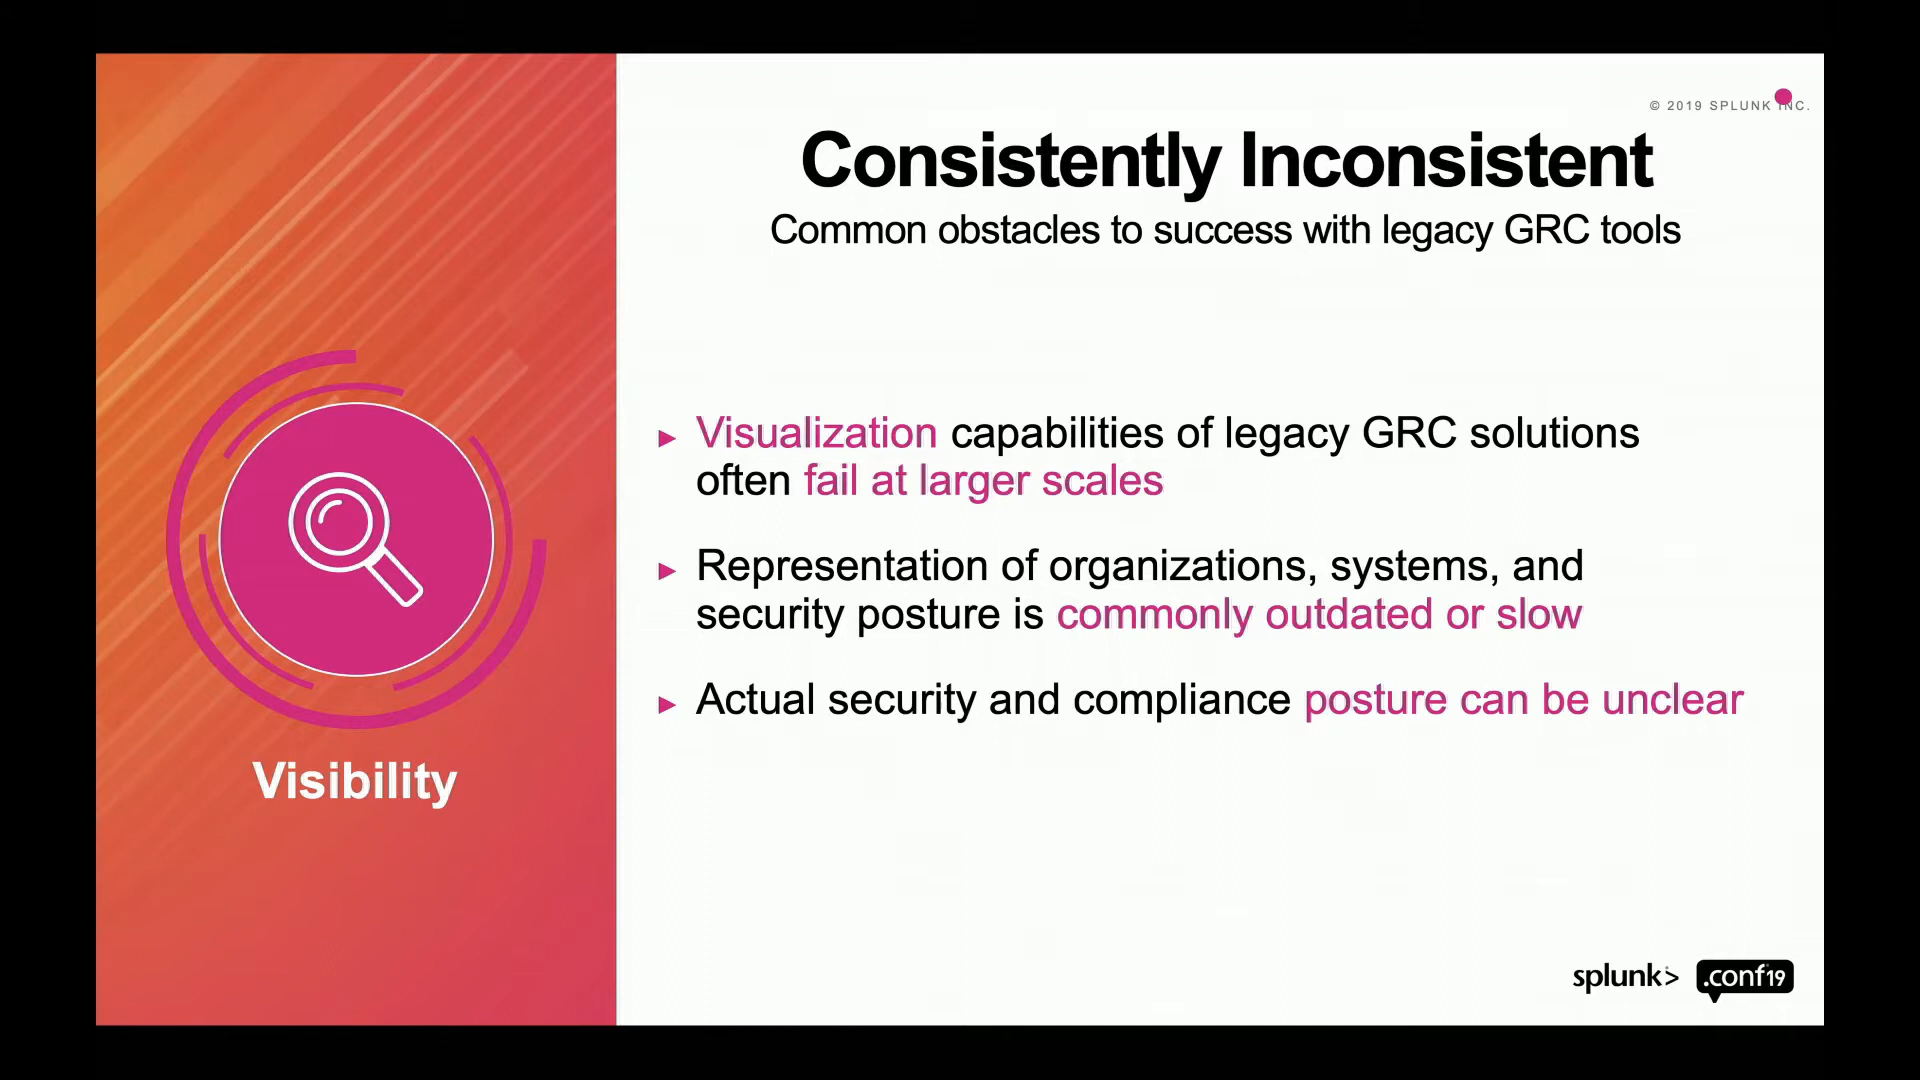 © 2019 SPLUNK INC.
Consistently Inconsistent
Common obstacles to success with legacy GRC tools
Visualization capabilities of legacy GRC solutions
often fail at larger scales
Representation of organizations, systems, and
security posture is commonly outdated or slow
Actual security and compliance posture can be unclear
Visibility
splunk> .conf19